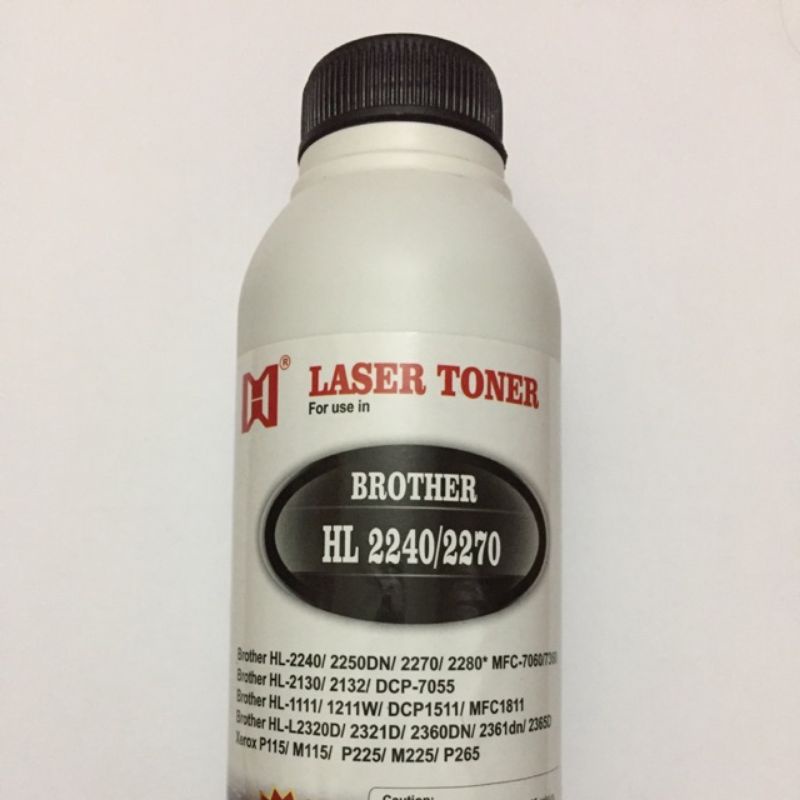 ®
LASER TONER
For use in
BROTHER
HL 2240/2270
Brother HL-2240/ 2250DN/ 2270/ 2280* MFC-7060/7360
Brother HL-2130/ 2132/ DCP-7055
Brother HL-1111/ 1211W/ DCP1511/ MFC1811
Brother HL-L2320D/ 2321D/ 2360DN/ 2361dn/ 2365D
Xerox P115/ M115/ P225/ M225/ P265
Caution: